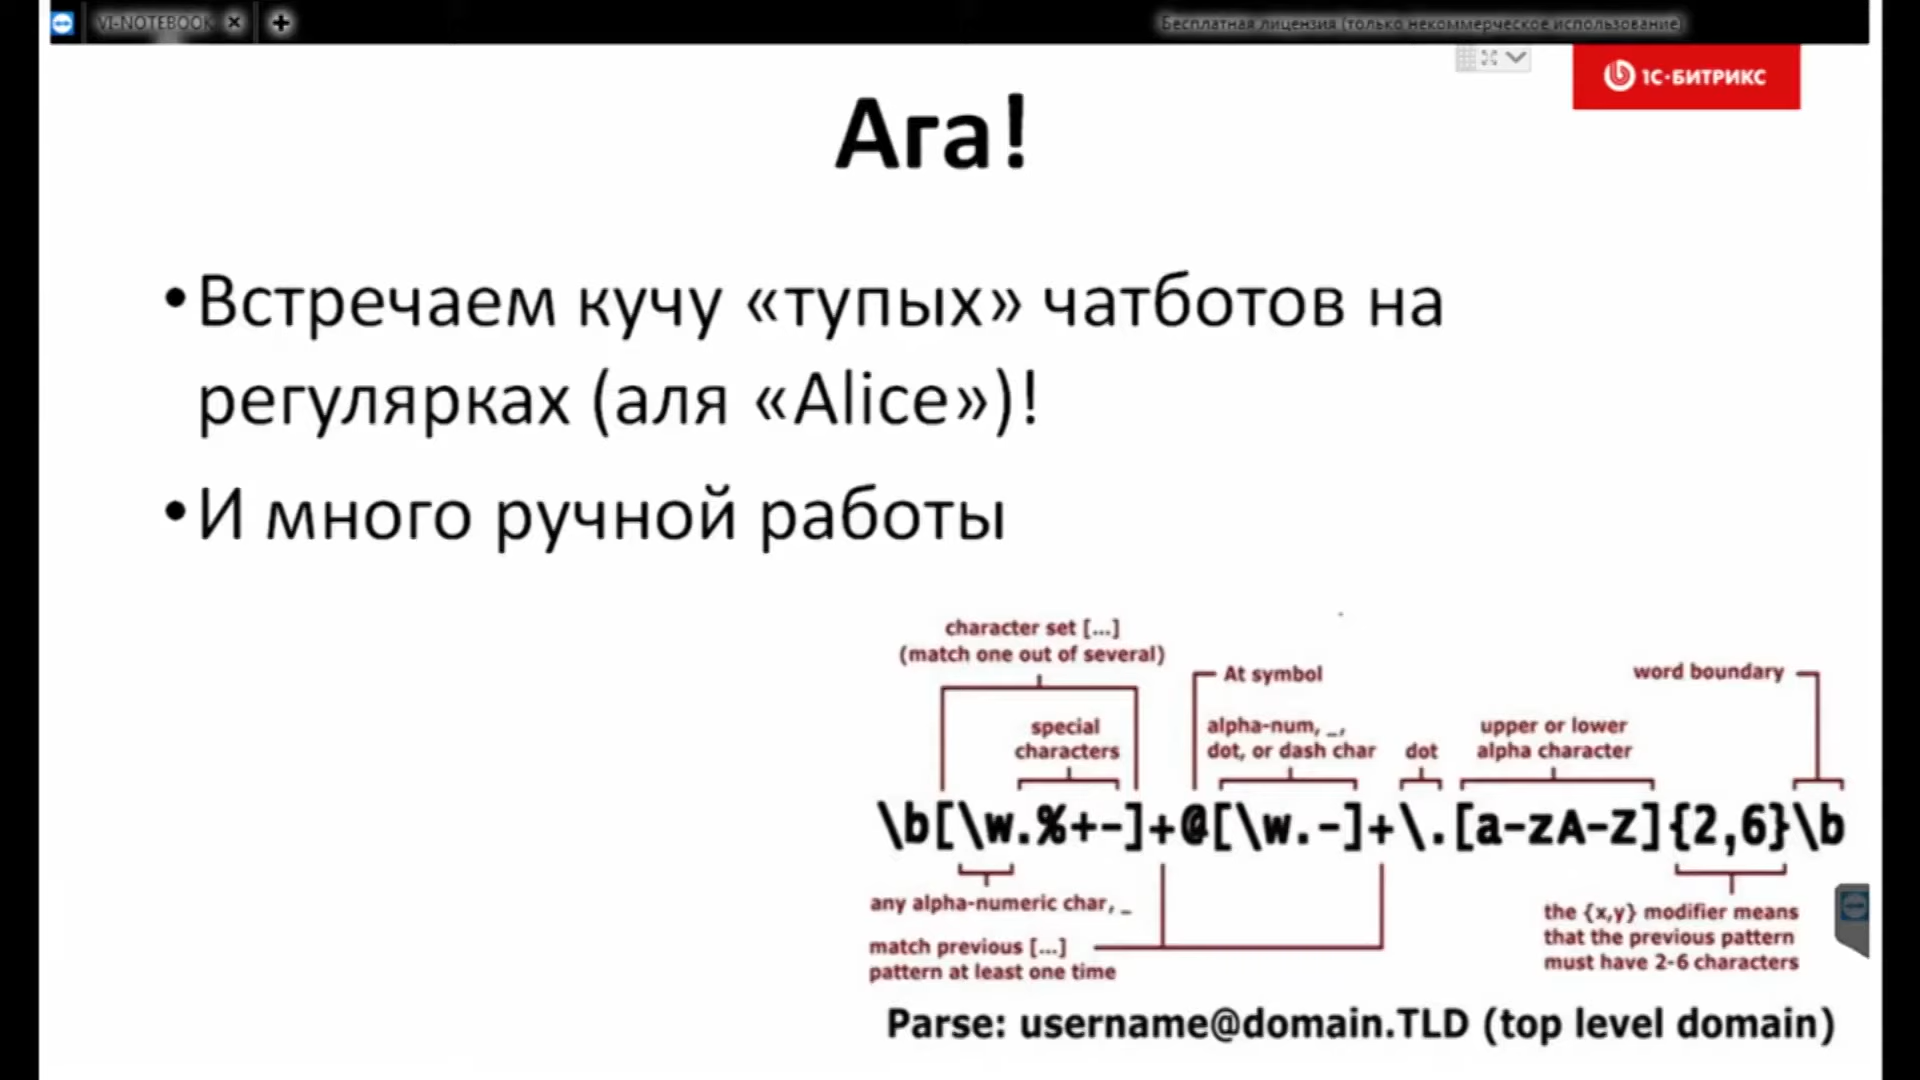 VI-NOTEBOOK
Бесплатная лицензия (только некоммерческое использование)
1С·БИТРИКС
Ага!
•Встречаем кучу «тупых» чатботов на
регулярках (аля «Alice»)!
•И много ручной работы
character set [...]
(match one out of several)
At symbol
word boundary
special
characters
alpha-num, _,
dot, or dash char
dot
upper or lower
alpha character
\b[\w.%+-]+@[\w.-]+\.[a-zA-Z]{2,6}\b
any alpha-numeric char, _
match previous [...]
pattern at least one time
the {x,y} modifier means
that the previous pattern
must have 2-6 characters
Parse: username@domain.TLD (top level domain)